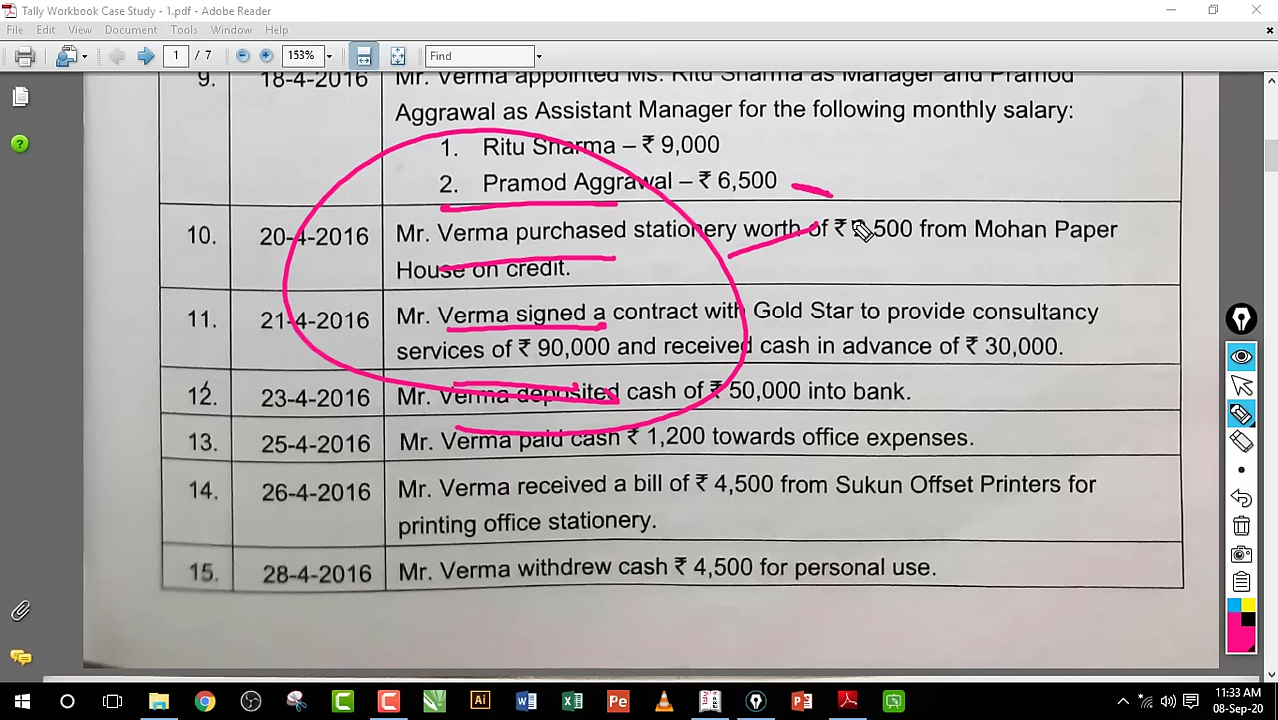 Tally Workbook Case Study - 1.pdf - Adobe Reader
File Edit View Document Tools Window Help
1 / 7 153% Find
9. 18-4-2016 Mr. Verma appointed Ms. Ritu Sharma as Manager and Pramod
Aggrawal as Assistant Manager for the following monthly salary:
1. Ritu Sharma – ₹ 9,000
2. Pramod Aggrawal – ₹ 6,500
10. 20-4-2016 Mr. Verma purchased stationery worth of ₹ ,500 from Mohan Paper
House on credit.
11. 21-4-2016 Mr. Verma signed a contract with Gold Star to provide consultancy
services of ₹ 90,000 and received cash in advance of ₹ 30,000.
12. 23-4-2016 Mr. Verma deposited cash of ₹ 50,000 into bank.
13. 25-4-2016 Mr. Verma paid cash ₹ 1,200 towards office expenses.
14. 26-4-2016 Mr. Verma received a bill of ₹ 4,500 from Sukun Offset Printers for
printing office stationery.
15. 28-4-2016 Mr. Verma withdrew cash ₹ 4,500 for personal use.
Ai Pe
11:33 AM
08-Sep-20